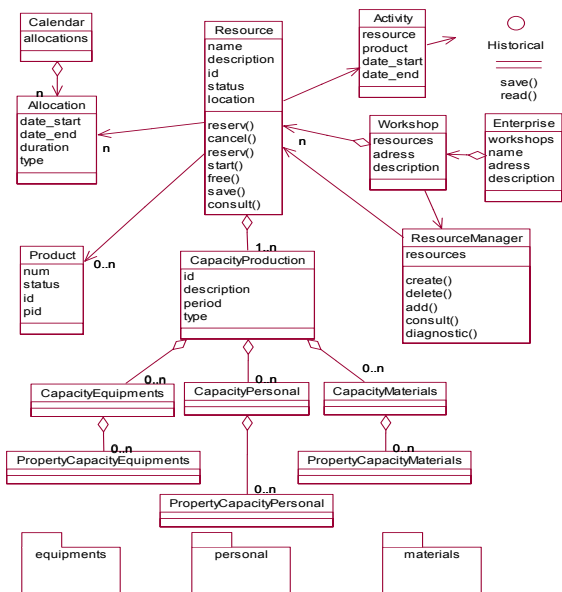 Calendar
allocations
n
Allocation
date_start
date_end
duration
type
Resource
name
description
id
status
location
reserv()
cancel()
reserv()
start()
free()
save()
consult()
n
Activity
resource
product
date_start
date_end
Historical
save()
read()
n
Workshop
resources
adress
description
Enterprise
workshops
name
adress
description
Product
num
status
id
pid
0..n
1..n
CapacityProduction
id
description
period
type
ResourceManager
resources
create()
delete()
add()
consult()
diagnostic()
0..n
0..n
0..n
CapacityEquipments
CapacityPersonal
CapacityMaterials
0..n
0..n
PropertyCapacityEquipments
PropertyCapacityMaterials
0..n
PropertyCapacityPersonal
equipments
personal
materials